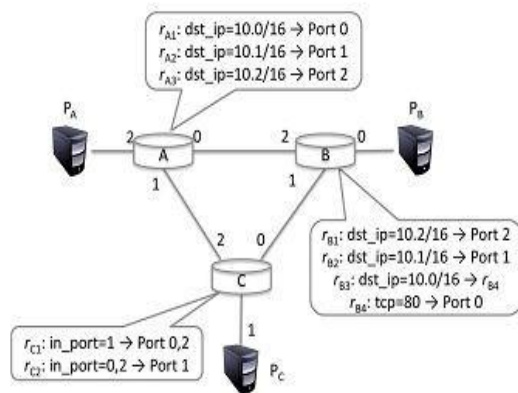 r_A1: dst_ip=10.0/16 → Port 0
r_A2: dst_ip=10.1/16 → Port 1
r_A3: dst_ip=10.2/16 → Port 2
P_A
P_B
2 A 0
2 B 0
1
1
r_B1: dst_ip=10.2/16 → Port 2
r_B2: dst_ip=10.1/16 → Port 1
r_B3: dst_ip=10.0/16 → r_B4
r_B4: tcp=80 → Port 0
2 0
C
1
r_C1: in_port=1 → Port 0,2
r_C2: in_port=0,2 → Port 1
P_C